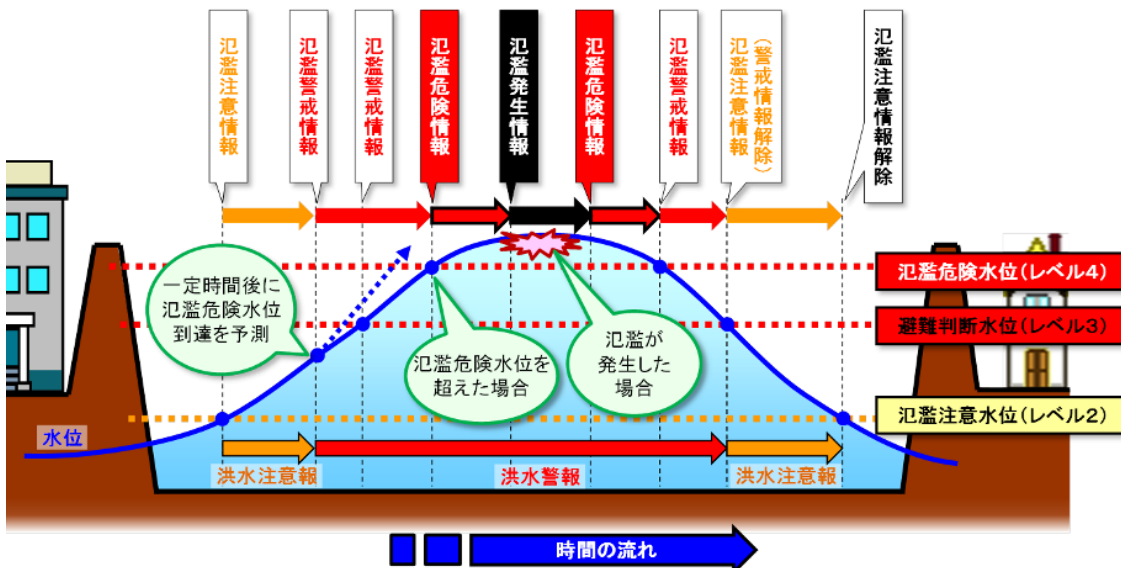 氾濫注意情報
氾濫警戒情報
氾濫警戒情報
氾濫危険情報
氾濫発生情報
氾濫危険情報
氾濫警戒情報
氾濫注意情報
(警戒情報解除)
氾濫注意情報解除
一定時間後に
氾濫危険水位
到達を予測
氾濫危険水位を
超えた場合
氾濫が
発生した
場合
氾濫危険水位(レベル4)
避難判断水位(レベル3)
氾濫注意水位(レベル2)
水位
洪水注意報
洪水警報
洪水注意報
時間の流れ